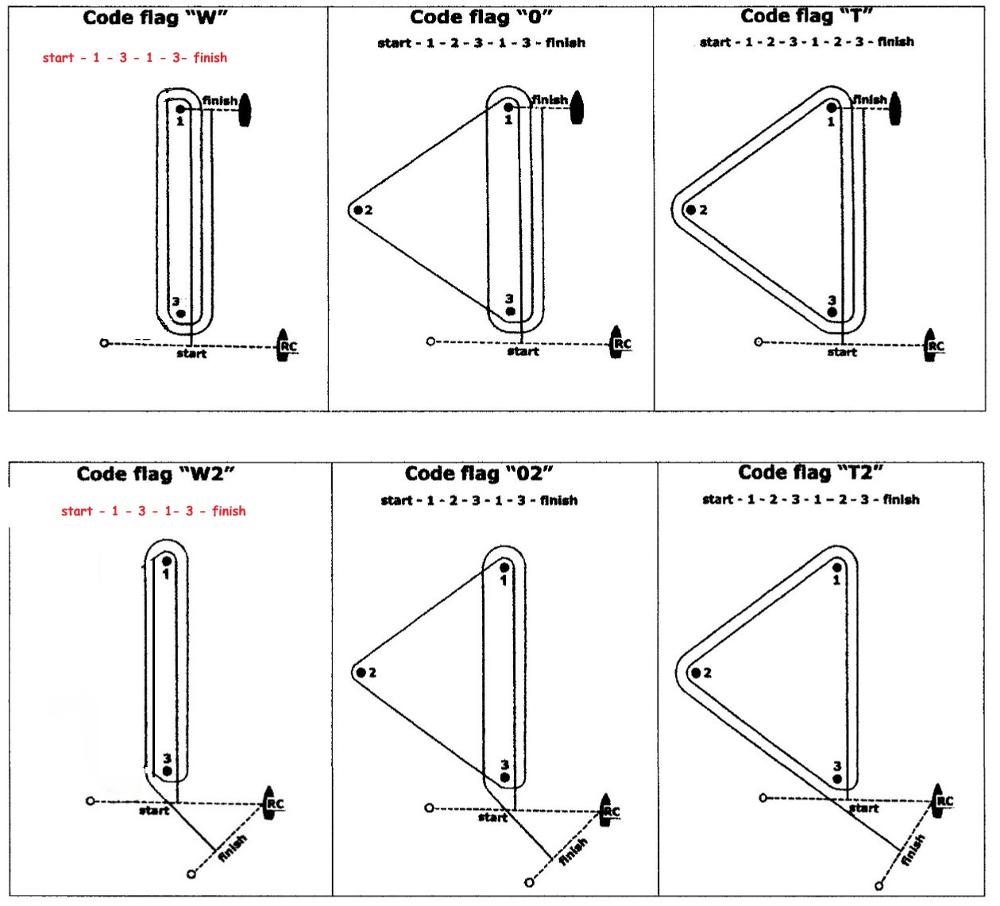 Code flag “W”
start - 1 - 3 - 1 - 3- finish
finish
1
3
RC
start
Code flag “0”
start - 1 - 2 - 3 - 1 - 3 - finish
finish
1
2
3
RC
start
Code flag “T”
start - 1 - 2 - 3 - 1 - 2 - 3 - finish
finish
1
2
3
RC
start
Code flag “W2”
start - 1 - 3 - 1- 3 - finish
1
3
RC
start
finish
Code flag “02”
start - 1 - 2 - 3 - 1 - 3 - finish
1
2
3
RC
start
finish
Code flag “T2”
start - 1 - 2 - 3 - 1 – 2 - 3 - finish
1
2
3
RC
start
finish